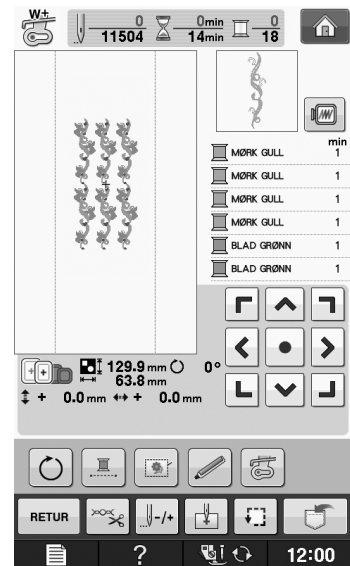 W+
0 0min 0
11504 14min 18
min
MØRK GULL 1
MØRK GULL 1
MØRK GULL 1
MØRK GULL 1
BLAD GRØNN 1
BLAD GRØNN 1
129.9 mm 0°
63.8 mm
+ 0.0 mm + 0.0 mm
RETUR -/+
? 12:00